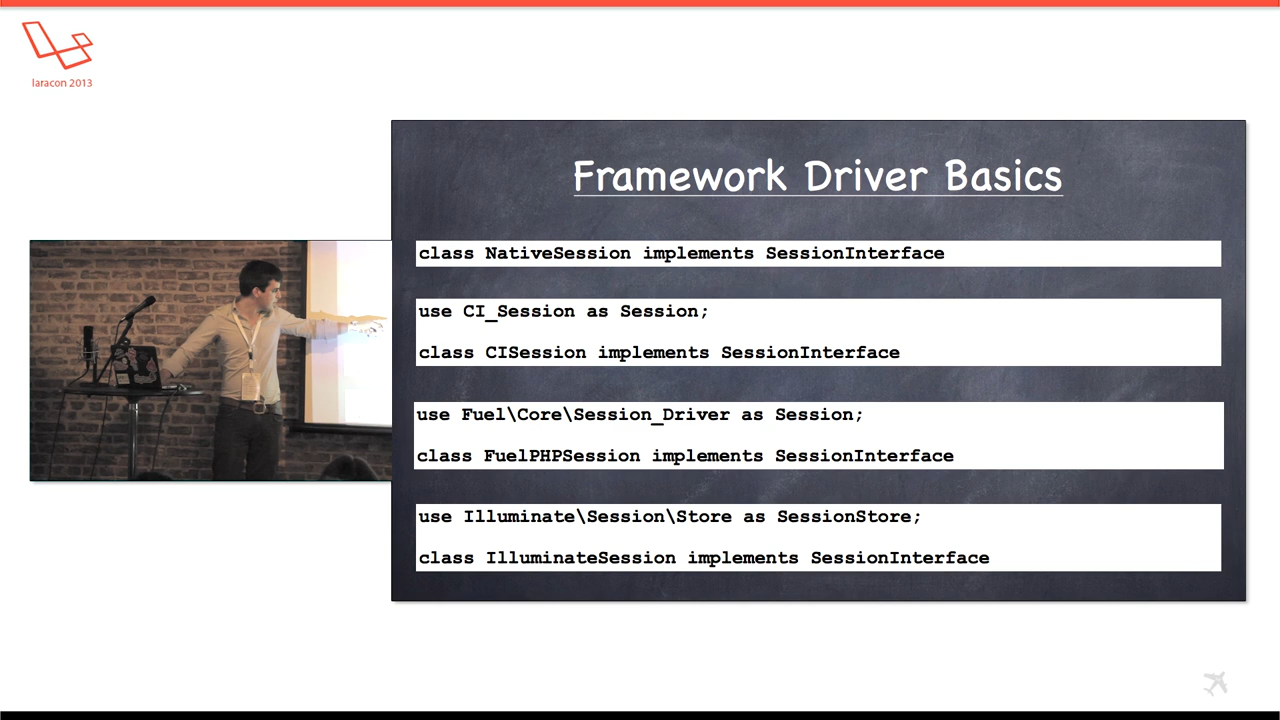 laracon 2013
Framework Driver Basics
class NativeSession implements SessionInterface
use CI_Session as Session;
class CISession implements SessionInterface
use Fuel\Core\Session_Driver as Session;
class FuelPHPSession implements SessionInterface
use Illuminate\Session\Store as SessionStore;
class IlluminateSession implements SessionInterface